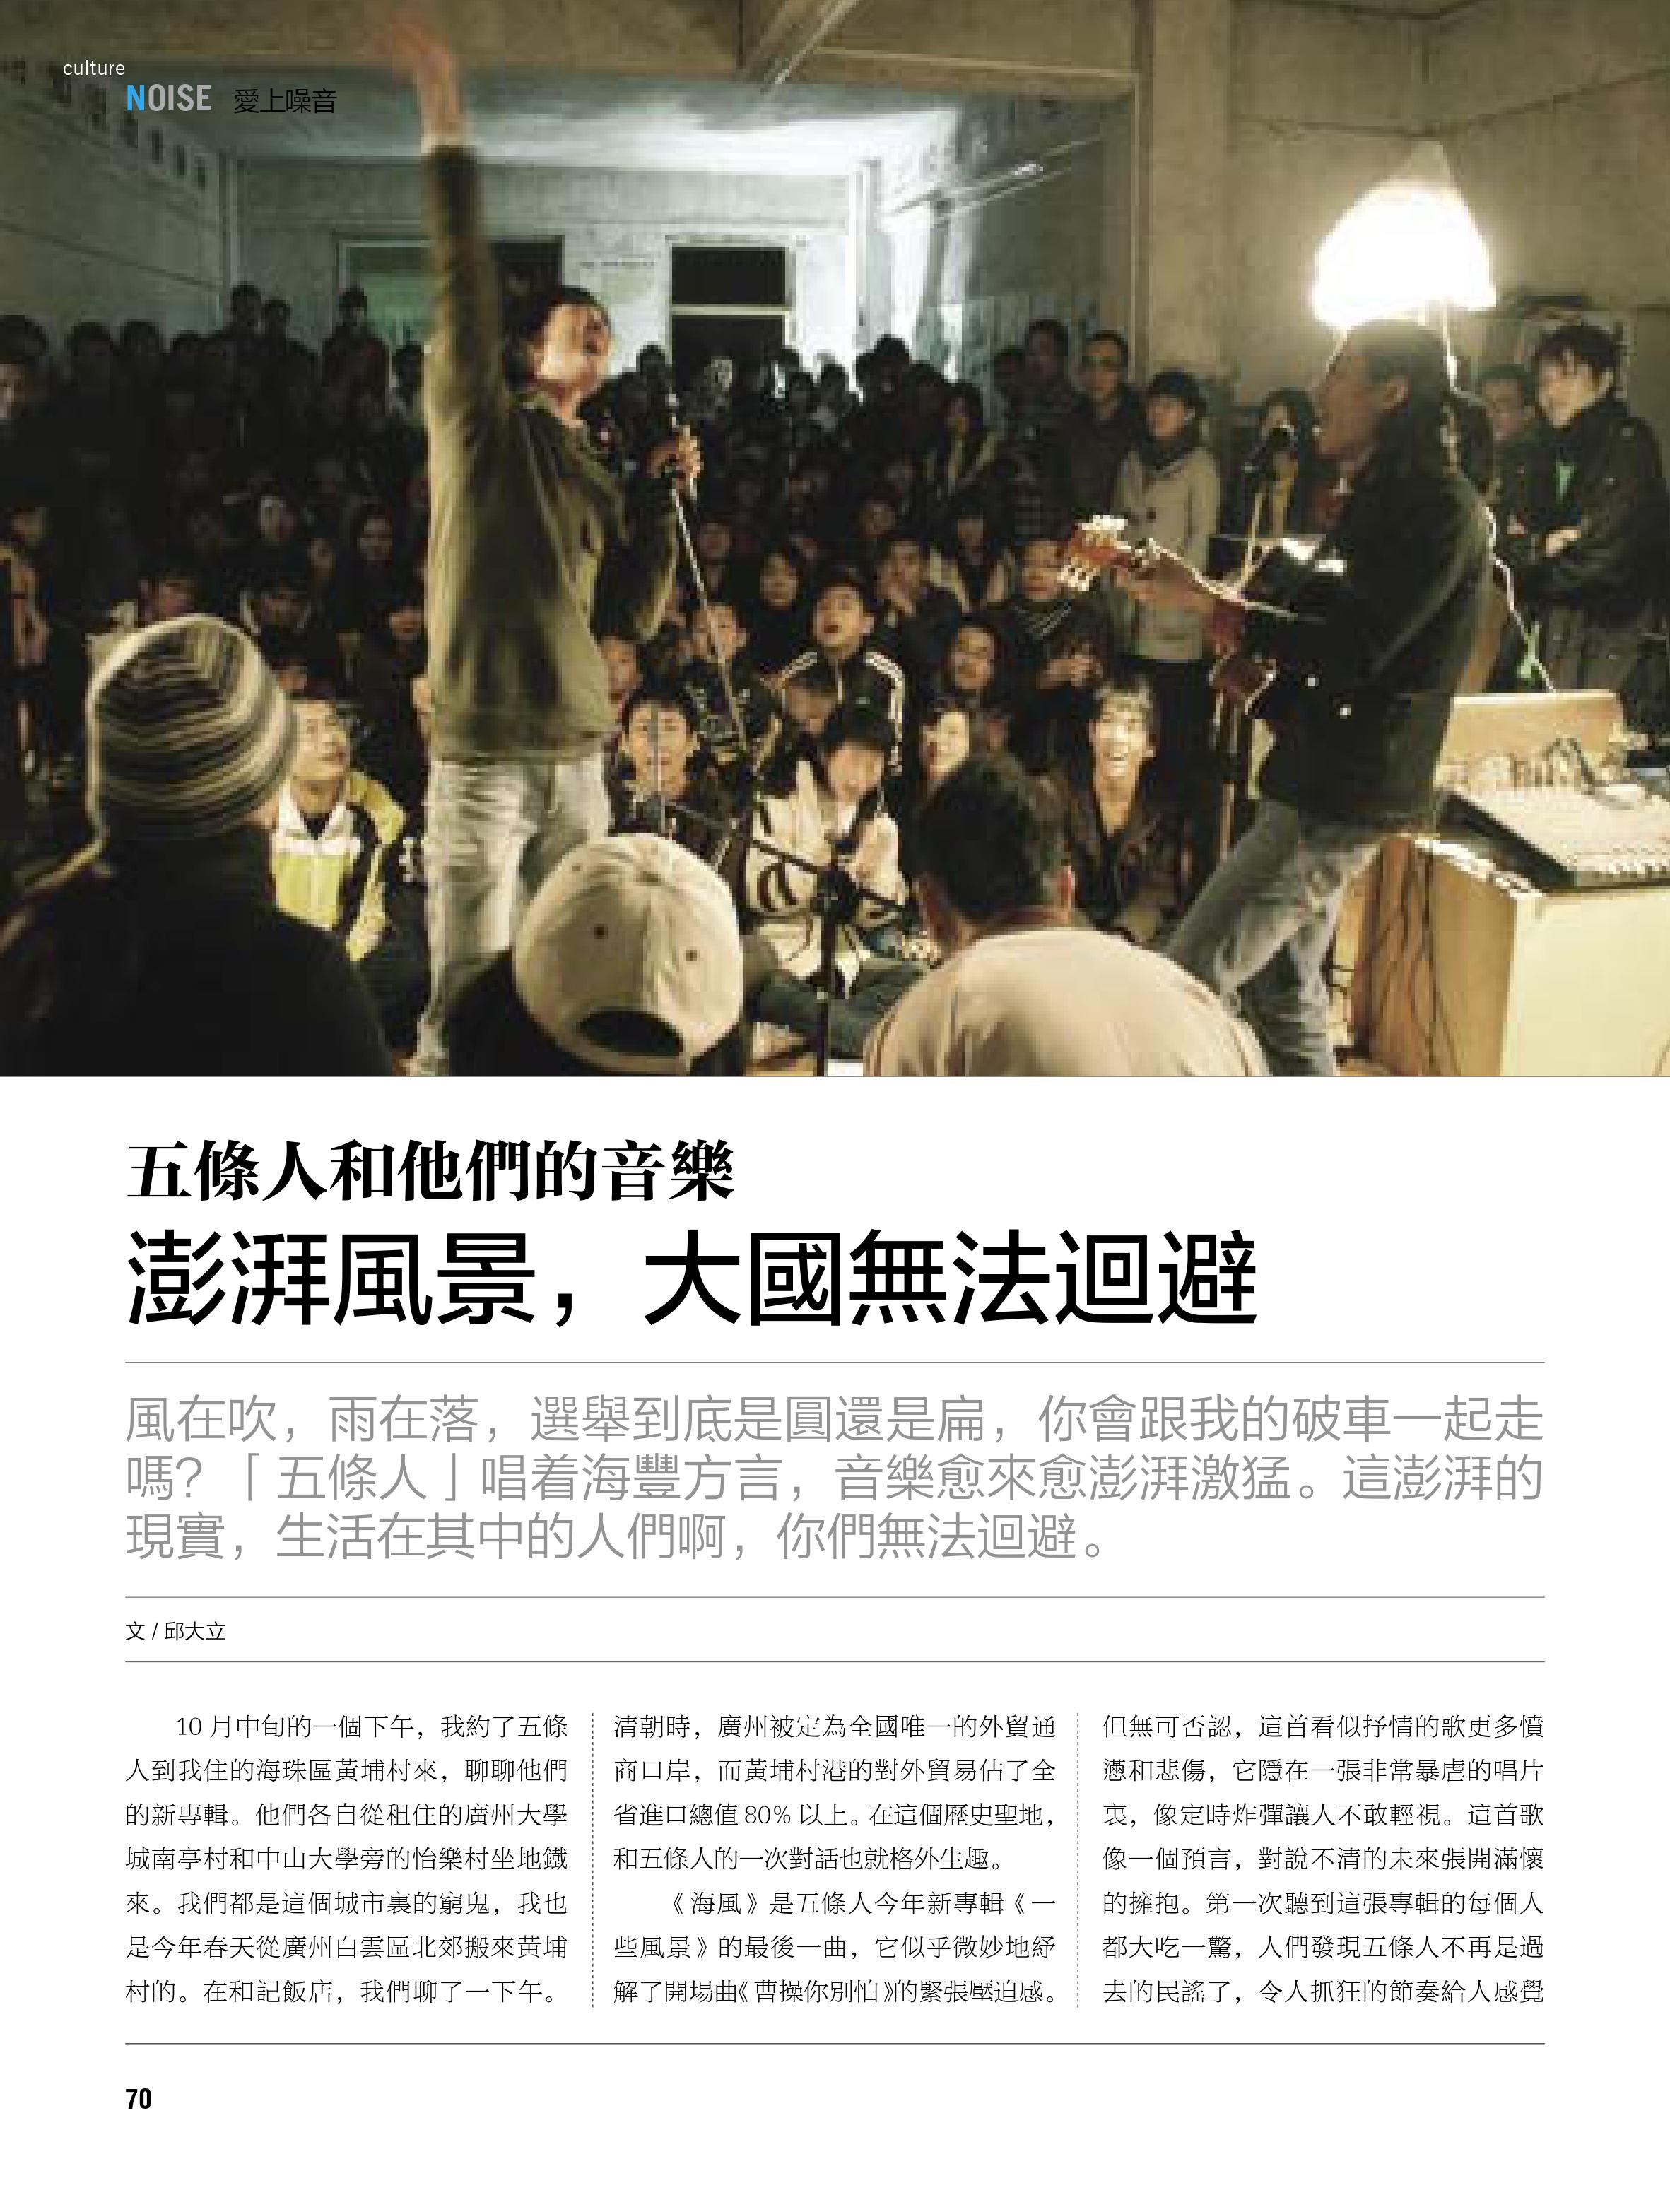 culture
NOISE 愛上噪音
五條人和他們的音樂
澎湃風景，大國無法迴避
風在吹，雨在落，選舉到底是圓還是扁，你會跟我的破車一起走
嗎？「五條人」唱着海豐方言，音樂愈來愈澎湃激猛。這澎湃的
現實，生活在其中的人們啊，你們無法迴避。
文 / 邱大立
10 月中旬的一個下午，我約了五條
人到我住的海珠區黃埔村來，聊聊他們
的新專輯。他們各自從租住的廣州大學
城南亭村和中山大學旁的怡樂村坐地鐵
來。我們都是這個城市裏的窮鬼，我也
是今年春天從廣州白雲區北郊搬來黃埔
村的。在和記飯店，我們聊了一下午。
清朝時，廣州被定為全國唯一的外貿通
商口岸，而黃埔村港的對外貿易佔了全
省進口總值 80% 以上。在這個歷史聖地，
和五條人的一次對話也就格外生趣。
《海風》是五條人今年新專輯《一
些風景》的最後一曲，它似乎微妙地紓
解了開場曲《曹操你別怕》的緊張壓迫感。
但無可否認，這首看似抒情的歌更多憤
懣和悲傷，它隱在一張非常暴虐的唱片
裏，像定時炸彈讓人不敢輕視。這首歌
像一個預言，對說不清的未來張開滿懷
的擁抱。第一次聽到這張專輯的每個人
都大吃一驚，人們發現五條人不再是過
去的民謠了，令人抓狂的節奏給人感覺
70